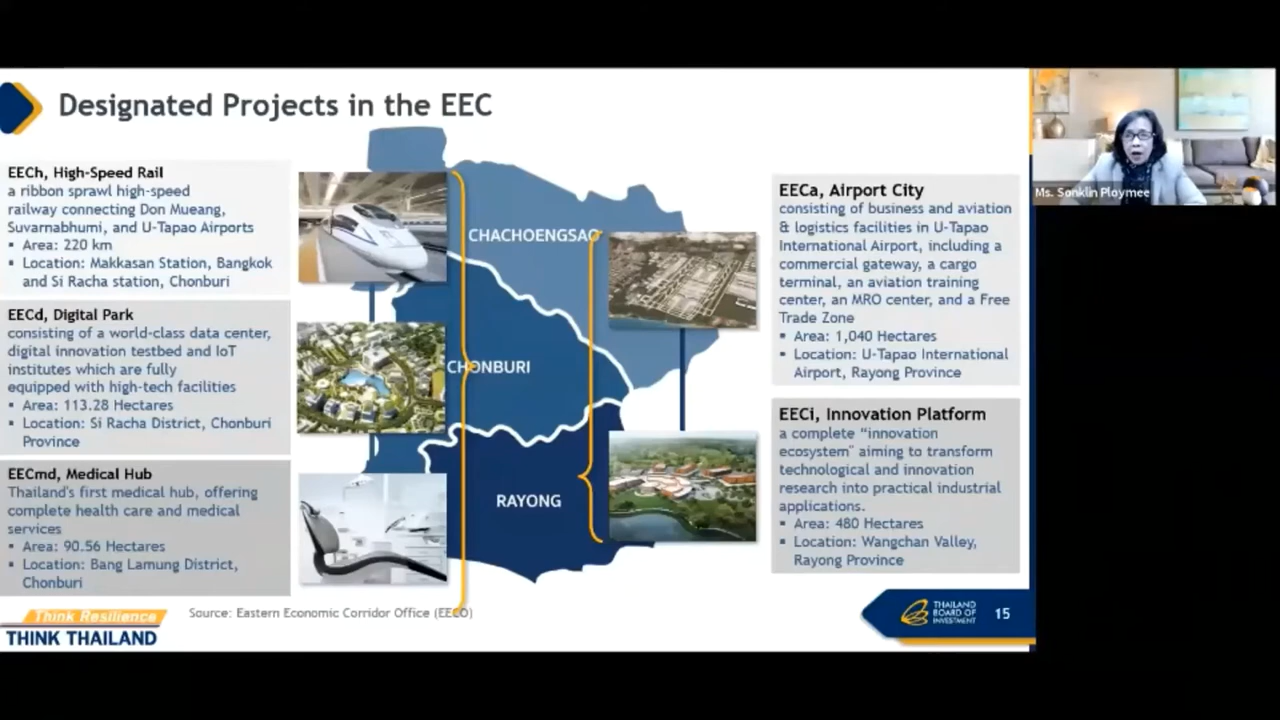 Designated Projects in the EEC
EECh, High-Speed Rail
a ribbon sprawl high-speed
railway connecting Don Mueang,
Suvarnabhumi, and U-Tapao Airports
▪ Area: 220 km
▪ Location: Makkasan Station, Bangkok
and Si Racha station, Chonburi
EECd, Digital Park
consisting of a world-class data center,
digital innovation testbed and IoT
institutes which are fully
equipped with high-tech facilities
▪ Area: 113.28 Hectares
▪ Location: Si Racha District, Chonburi
Province
EECmd, Medical Hub
Thailand's first medical hub, offering
complete health care and medical
services
▪ Area: 90.56 Hectares
▪ Location: Bang Lamung District,
Chonburi
CHACHOENGSAO
CHONBURI
RAYONG
EECa, Airport City
consisting of business and aviation
& logistics facilities in U-Tapao
International Airport, including a
commercial gateway, a cargo
terminal, an aviation training
center, an MRO center, and a Free
Trade Zone
▪ Area: 1,040 Hectares
▪ Location: U-Tapao International
Airport, Rayong Province
EECi, Innovation Platform
a complete “innovation
ecosystem" aiming to transform
technological and innovation
research into practical industrial
applications.
▪ Area: 480 Hectares
▪ Location: Wangchan Valley,
Rayong Province
Ms. Sonklin Ploymee
Think Resilience
THINK THAILAND
Source: Eastern Economic Corridor Office (EECO)
THAILAND
BOARD OF
INVESTMENT
15